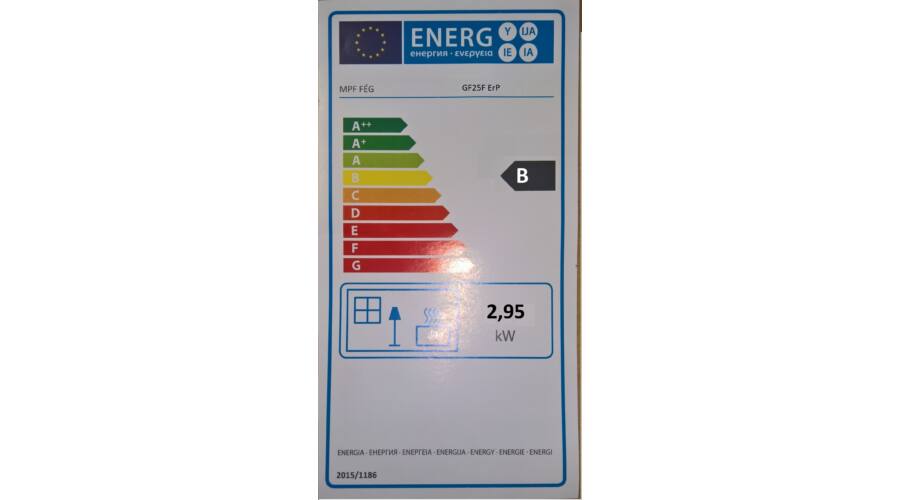 ENERG Y IJA
енергия · ενεργεια IE IA
MPF FÉG GF25F ErP
A++
A+
A
B
B
C
D
E
F
G
2,95
kW
ENERGIA · ЕНЕРГИЯ · ΕΝΕΡΓΕΙΑ · ENERGIJA · ENERGY · ENERGIE · ENERGI
2015/1186